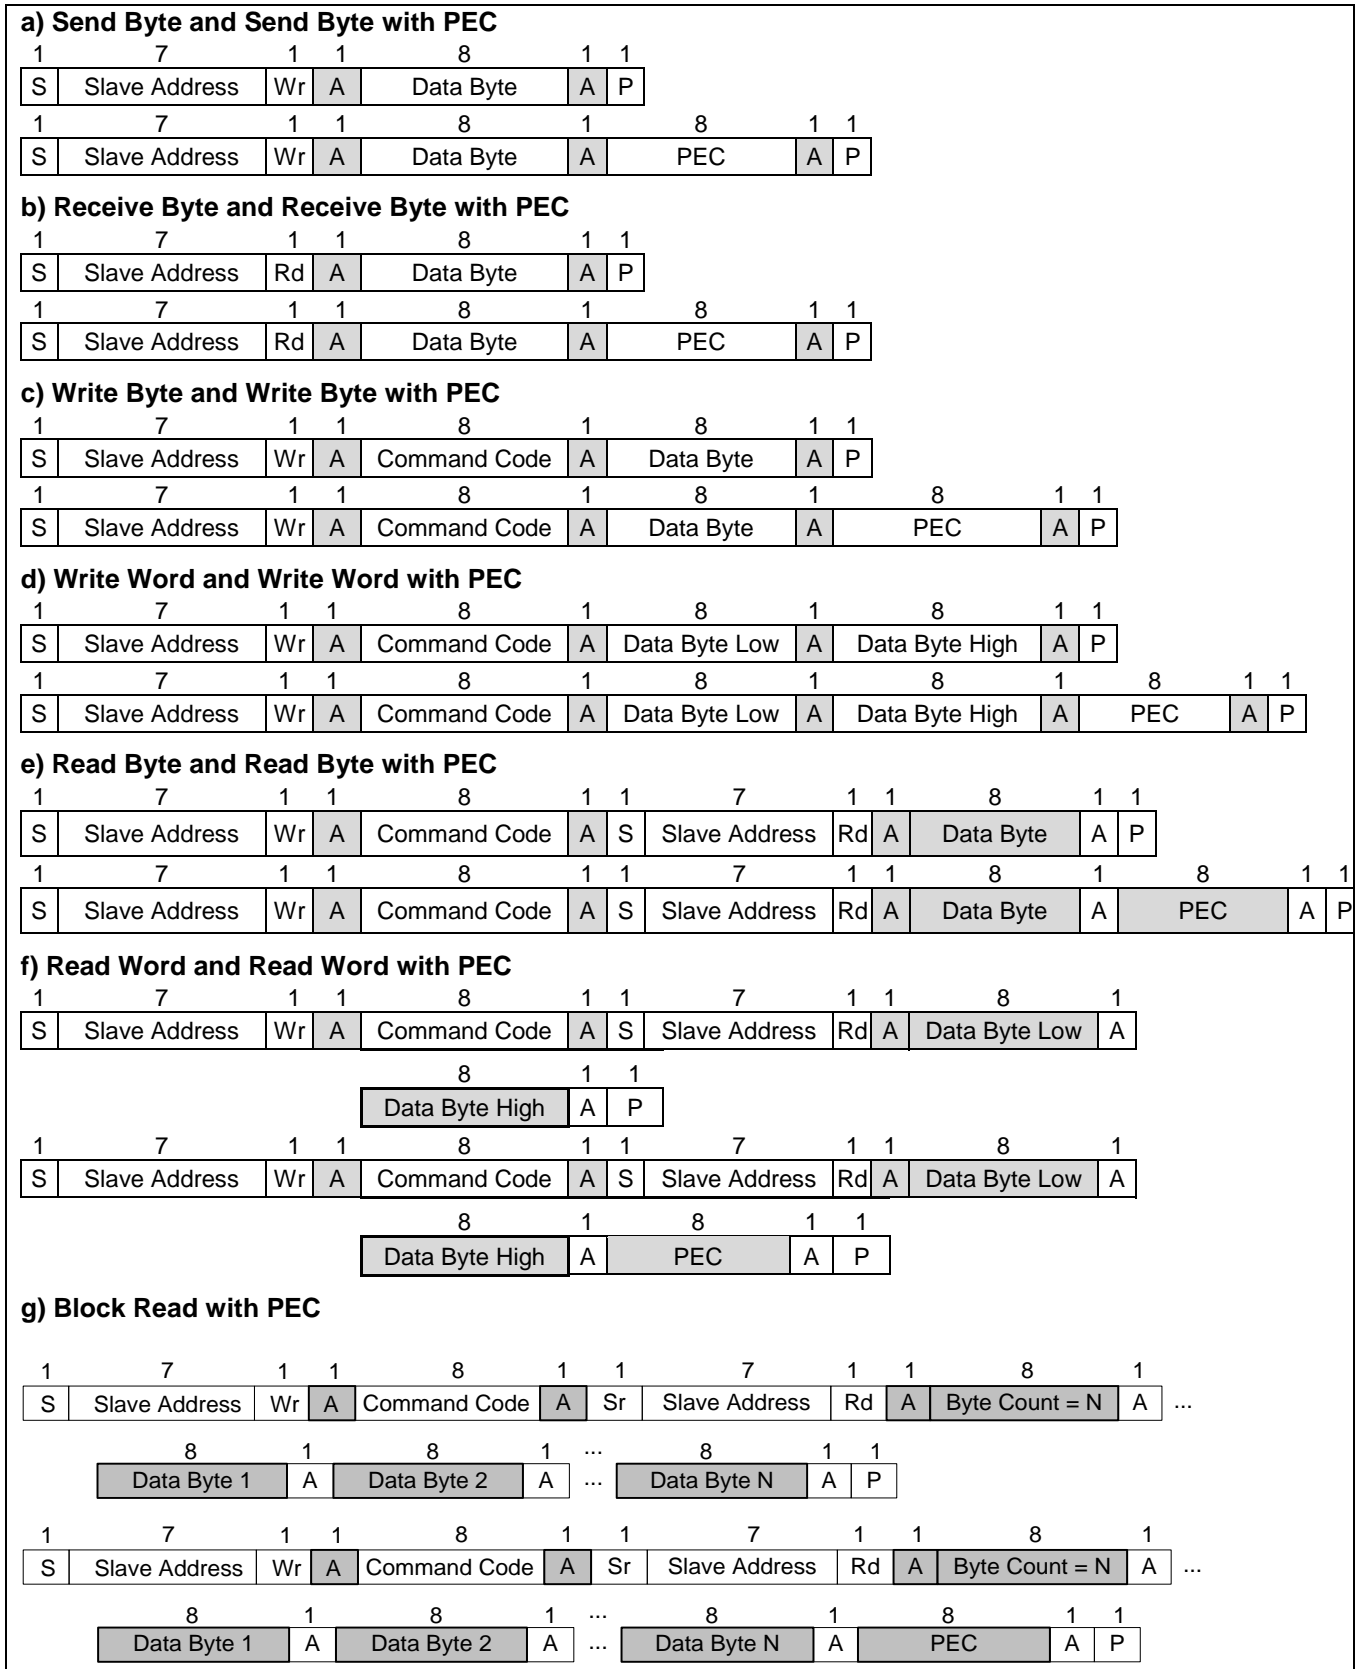 a) Send Byte and Send Byte with PEC
1 7 1 1 8 1 1
S Slave Address Wr A Data Byte A P
1 7 1 1 8 1 8 1 1
S Slave Address Wr A Data Byte A PEC A P
b) Receive Byte and Receive Byte with PEC
1 7 1 1 8 1 1
S Slave Address Rd A Data Byte A P
1 7 1 1 8 1 8 1 1
S Slave Address Rd A Data Byte A PEC A P
c) Write Byte and Write Byte with PEC
1 7 1 1 8 1 8 1 1
S Slave Address Wr A Command Code A Data Byte A P
1 7 1 1 8 1 8 1 8 1 1
S Slave Address Wr A Command Code A Data Byte A PEC A P
d) Write Word and Write Word with PEC
1 7 1 1 8 1 8 1 8 1 1
S Slave Address Wr A Command Code A Data Byte Low A Data Byte High A P
1 7 1 1 8 1 8 1 8 1 8 1 1
S Slave Address Wr A Command Code A Data Byte Low A Data Byte High A PEC A P
e) Read Byte and Read Byte with PEC
1 7 1 1 8 1 1 7 1 1 8 1 1
S Slave Address Wr A Command Code A S Slave Address Rd A Data Byte A P
1 7 1 1 8 1 1 7 1 1 8 1 8 1 1
S Slave Address Wr A Command Code A S Slave Address Rd A Data Byte A PEC A P
f) Read Word and Read Word with PEC
1 7 1 1 8 1 1 7 1 1 8 1
S Slave Address Wr A Command Code A S Slave Address Rd A Data Byte Low A
8 1 1
Data Byte High A P
1 7 1 1 8 1 1 7 1 1 8 1
S Slave Address Wr A Command Code A S Slave Address Rd A Data Byte Low A
8 1 8 1 1
Data Byte High A PEC A P
g) Block Read with PEC
1 7 1 1 8 1 1 7 1 1 8 1
S Slave Address Wr A Command Code A Sr Slave Address Rd A Byte Count = N A ...
8 1 8 1 ... 8 1 1
Data Byte 1 A Data Byte 2 A ... Data Byte N A P
1 7 1 1 8 1 1 7 1 1 8 1
S Slave Address Wr A Command Code A Sr Slave Address Rd A Byte Count = N A ...
8 1 8 1 ... 8 1 8 1 1
Data Byte 1 A Data Byte 2 A ... Data Byte N A PEC A P